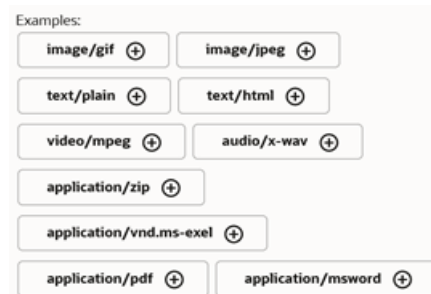 Examples:
image/gif image/jpeg
text/plain text/html
video/mpeg audio/x-wav
application/zip
application/vnd.ms-exel
application/pdf application/msword